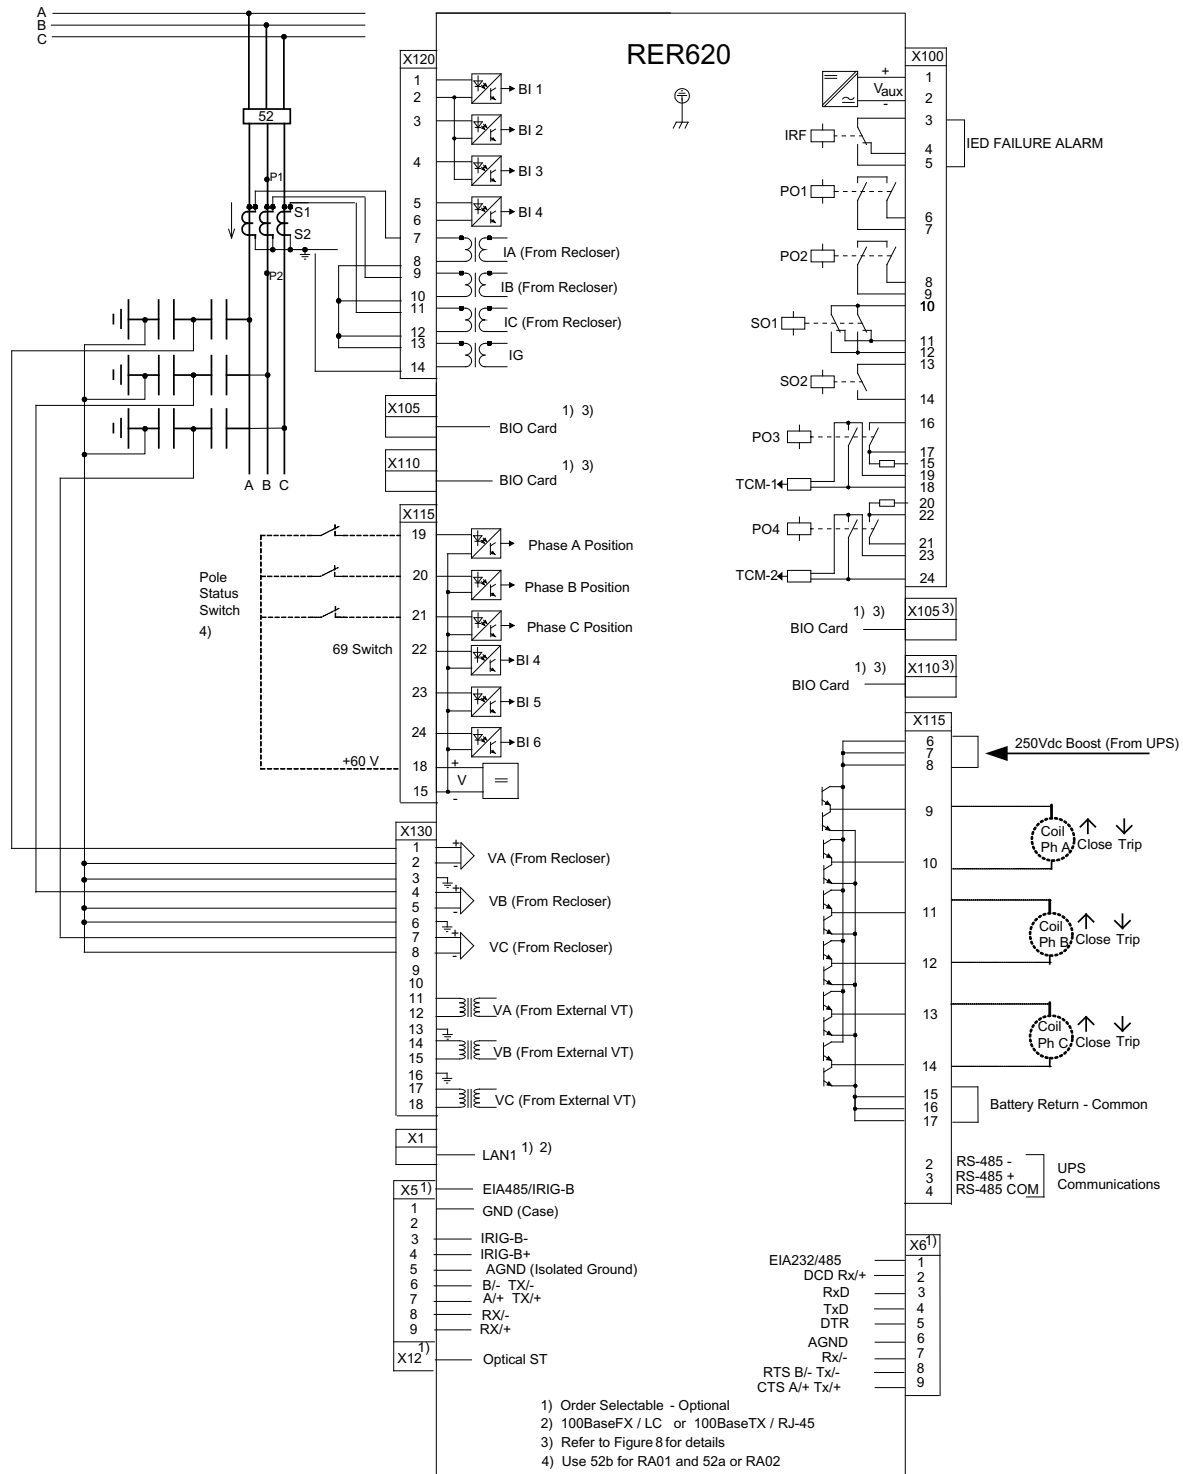 A
B
C
RER620
52
P1
S1
S2
P2
A B C
X120
1
2
3
4
5
6
7
8
9
10
11
12
13
14
BI 1
BI 2
BI 3
BI 4
IA (From Recloser)
IB (From Recloser)
IC (From Recloser)
IG
X105
1) 3)
BIO Card
X110
1) 3)
BIO Card
X115
19
20
21
22
23
24
18
15
Phase A Position
Phase B Position
Phase C Position
BI 4
BI 5
BI 6
+
V
-
Pole
Status
Switch
4)
69 Switch
+60 V
X130
1
2
3
4
5
6
7
8
9
10
11
12
13
14
15
16
17
18
+
-
VA (From Recloser)
+
-
VB (From Recloser)
+
-
VC (From Recloser)
VA (From External VT)
VB (From External VT)
VC (From External VT)
X1
LAN1 1) 2)
X5 1)
EIA485/IRIG-B
1
2
3
4
5
6
7
8
9
GND (Case)
IRIG-B-
IRIG-B+
AGND (Isolated Ground)
B/- TX/-
A/+ TX/+
RX/-
RX/+
X12 1)
Optical ST
X100
1
2
3
4
5
6
7
8
9
10
11
12
13
14
16
17
15
19
18
20
22
21
23
24
+
Vaux
-
IRF
IED FAILURE ALARM
PO1
PO2
SO1
SO2
PO3
TCM-1
PO4
TCM-2
X105 3)
1) 3)
BIO Card
X110 3)
1) 3)
BIO Card
X115
6
7
8
9
10
11
12
13
14
15
16
17
2
3
4
250Vdc Boost (From UPS)
Coil
Ph A
Close Trip
Coil
Ph B
Close Trip
Coil
Ph C
Close Trip
Battery Return - Common
RS-485 -
RS-485 +
RS-485 COM
UPS
Communications
X6 1)
1
2
3
4
5
6
7
8
9
EIA232/485
DCD Rx/+
RxD
TxD
DTR
AGND
Rx/-
RTS B/- Tx/-
CTS A/+ Tx/+
1) Order Selectable - Optional
2) 100BaseFX / LC or 100BaseTX / RJ-45
3) Refer to Figure 8 for details
4) Use 52b for RA01 and 52a or RA02